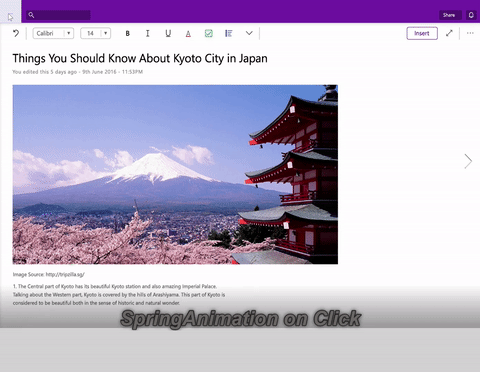 Share
Calibri
14
B
I
U
A
Insert
Things You Should Know About Kyoto City in Japan
You edited this 5 days ago - 9th June 2016 - 11:53PM
Image Source: http://tripzilla.sg/
1. The Central part of Kyoto has its beautiful Kyoto station and also amazing Imperial Palace.
Talking about the Western part, Kyoto is covered by the hills of Arashiyama. This part of Kyoto is
considered to be beautiful both in the sense of historic and natural wonder.
SpringAnimation on Click